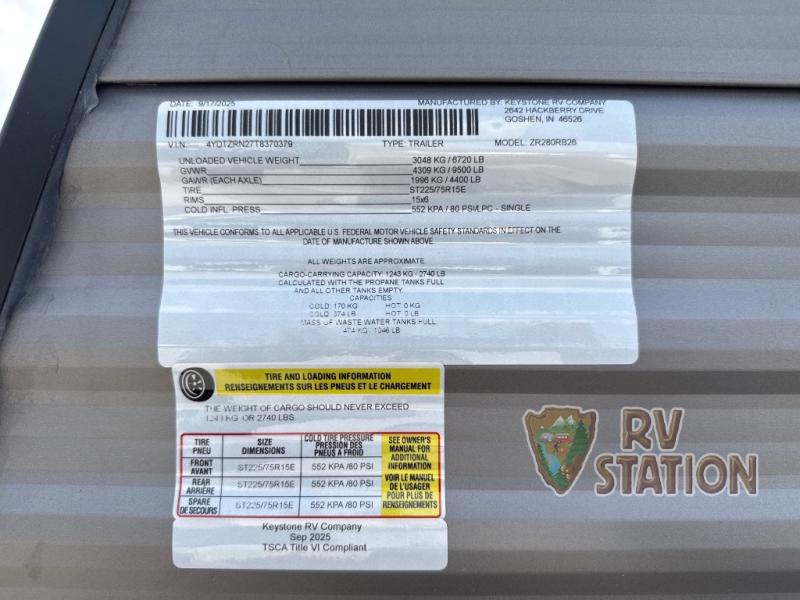 DATE: 9/17/2025 MANUFACTURED BY: KEYSTONE RV COMPANY
2642 HACKBERRY DRIVE
GOSHEN, IN 46526
V.I.N. 4YDTZRN27T8370379 TYPE: TRAILER MODEL: ZR280RB26
UNLOADED VEHICLE WEIGHT 3048 KG / 6720 LB
GVWR 4309 KG / 9500 LB
GAWR (EACH AXLE) 1996 KG / 4400 LB
TIRE ST225/75R15E
RIMS 15x6
COLD INFL. PRESS 552 KPA / 80 PSI/LPC - SINGLE
THIS VEHICLE CONFORMS TO ALL APPLICABLE U.S. FEDERAL MOTOR VEHICLE SAFETY STANDARDS IN EFFECT ON THE
DATE OF MANUFACTURE SHOWN ABOVE.
ALL WEIGHTS ARE APPROXIMATE.
CARGO-CARRYING CAPACITY: 1243 KG / 2740 LB
CALCULATED WITH THE PROPANE TANKS FULL
AND ALL OTHER TANKS EMPTY.
CAPACITIES
COLD: 170 KG HOT: 0 KG
COLD: 374 LB HOT: 0 LB
MASS OF WASTE WATER TANKS FULL
474 KG / 1046 LB
TIRE AND LOADING INFORMATION
RENSEIGNEMENTS SUR LES PNEUS ET LE CHARGEMENT
THE WEIGHT OF CARGO SHOULD NEVER EXCEED
1243 KG OR 2740 LBS.
TIRE PNEU SIZE DIMENSIONS COLD TIRE PRESSURE PRESSION DES PNEUS À FROID SEE OWNER'S MANUAL FOR ADDITIONAL INFORMATION
FRONT AVANT ST225/75R15E 552 KPA /80 PSI
REAR ARRIÈRE ST225/75R15E 552 KPA /80 PSI VOIR LE MANUEL DE L'USAGER POUR PLUS DE RENSEIGNEMENTS
SPARE DE SECOURS ST225/75R15E 552 KPA /80 PSI
Keystone RV Company
Sep 2025
TSCA Title VI Compliant
RV
STATION